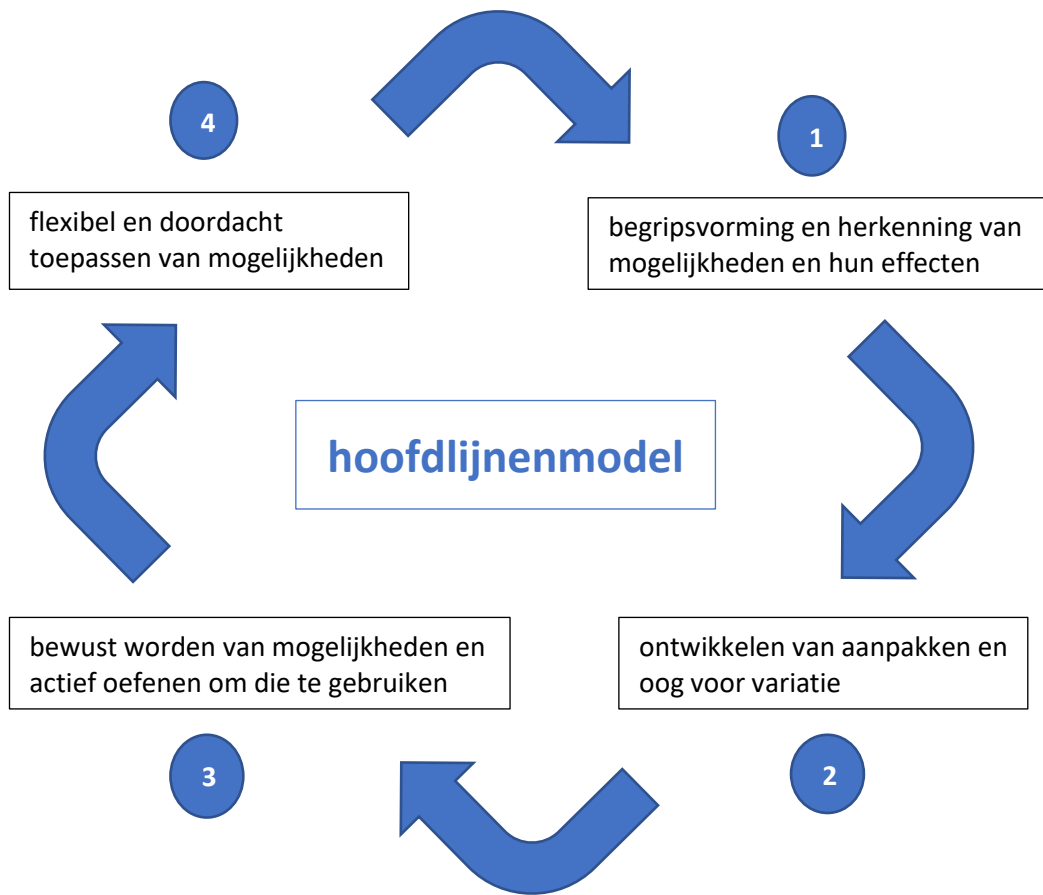 4
flexibel en doordacht
toepassen van mogelijkheden
1
begripsvorming en herkenning van
mogelijkheden en hun effecten
hoofdlijnenmodel
bewust worden van mogelijkheden en
actief oefenen om die te gebruiken
3
ontwikkelen van aanpakken en
oog voor variatie
2